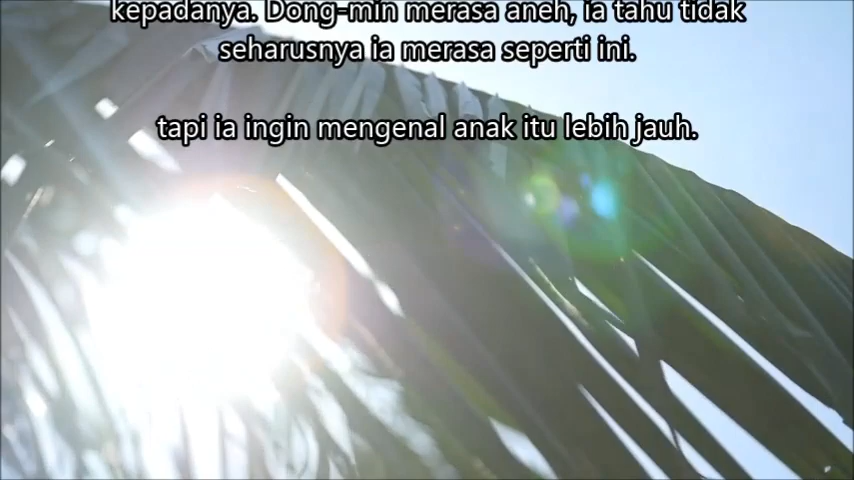 kepadanya. Dong-min merasa aneh, ia tahu tidak
seharusnya ia merasa seperti ini.
tapi ia ingin mengenal anak itu lebih jauh.